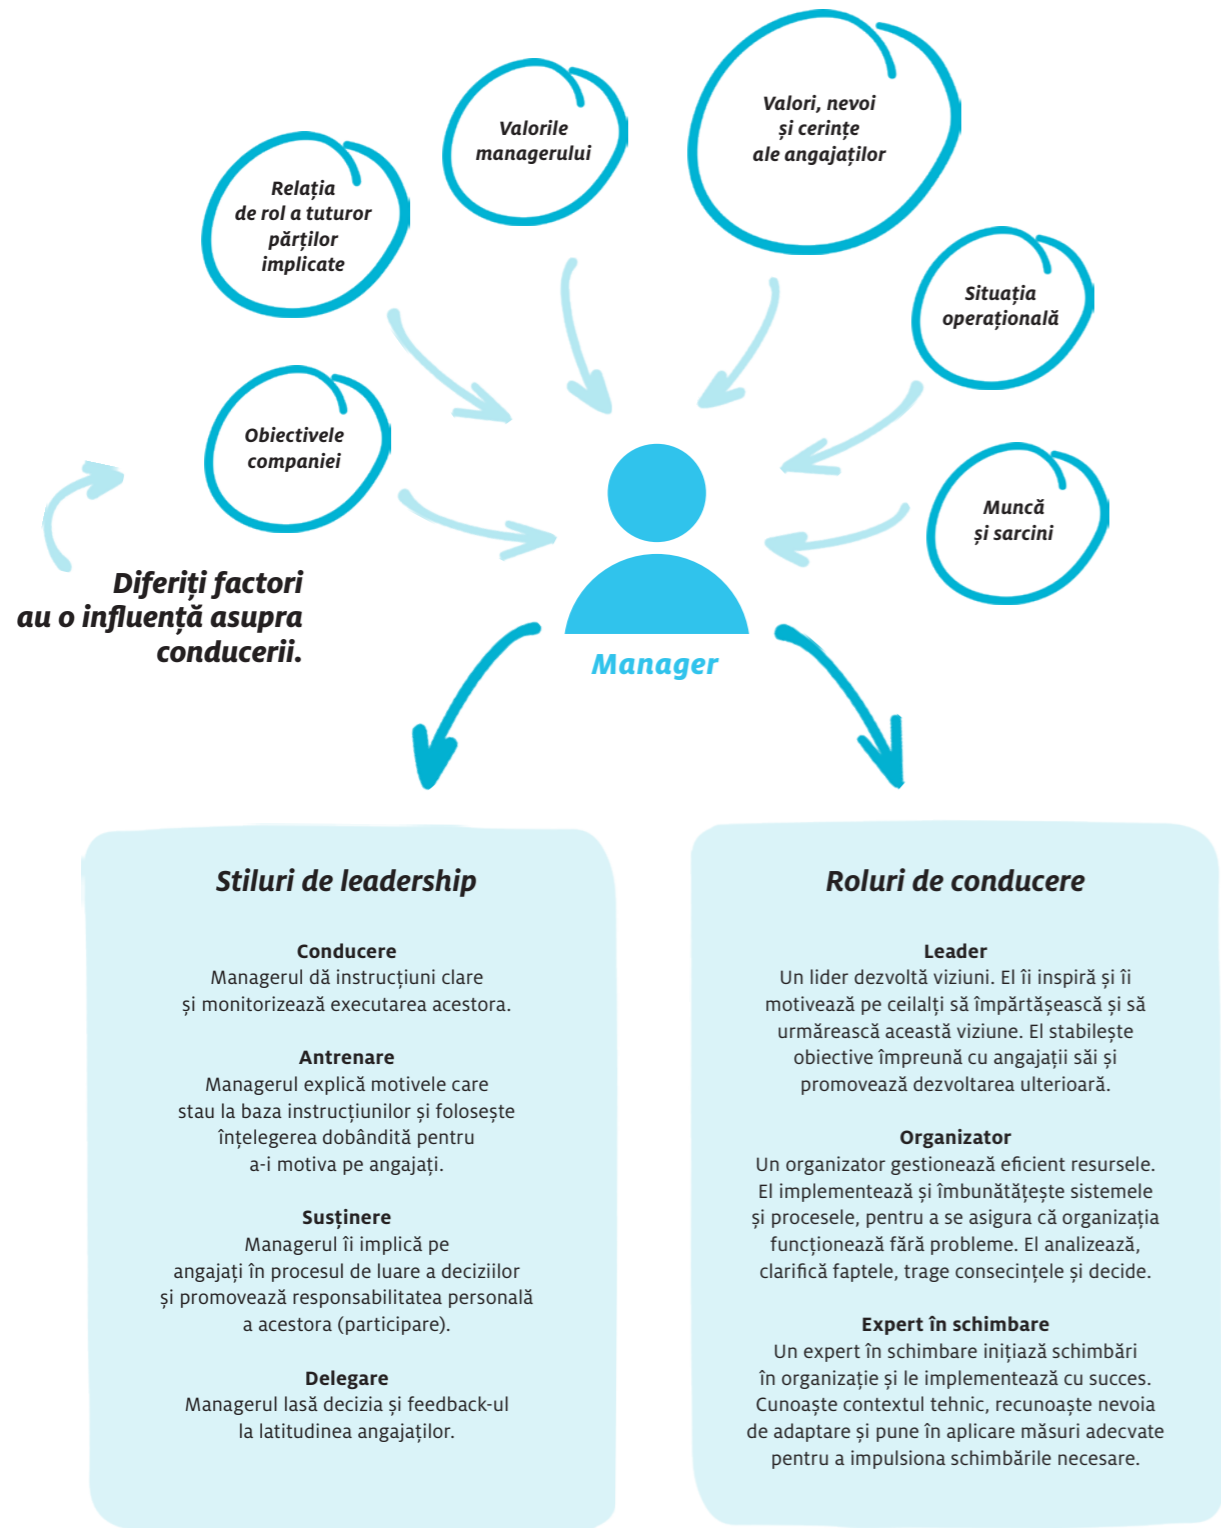 Valori, nevoi
și cerințe
ale angajaților
Valorile
managerului
Relația
de rol a tuturor
părților
implicate
Situația
operațională
Obiectivele
companiei
Muncă
și sarcini
Diferiți factori
au o influență asupra
conducerii.
Manager
Stiluri de leadership
Conducere
Managerul dă instrucțiuni clare
și monitorizează executarea acestora.
Antrenare
Managerul explică motivele care
stau la baza instrucțiunilor și folosește
înțelegerea dobândită pentru
a-i motiva pe angajați.
Susținere
Managerul îi implică pe
angajați în procesul de luare a deciziilor
și promovează responsabilitatea personală
a acestora (participare).
Delegare
Managerul lasă decizia și feedback-ul
la latitudinea angajaților.
Roluri de conducere
Leader
Un lider dezvoltă viziuni. El îi inspiră și îi
motivează pe ceilalți să împărtășească și să
urmărească această viziune. El stabilește
obiective împreună cu angajații săi și
promovează dezvoltarea ulterioară.
Organizator
Un organizator gestionează eficient resursele.
El implementează și îmbunătățește sistemele
și procesele, pentru a se asigura că organizația
funcționează fără probleme. El analizează,
clarifică faptele, trage consecințele și decide.
Expert în schimbare
Un expert în schimbare inițiază schimbări
în organizație și le implementează cu succes.
Cunoaște contextul tehnic, recunoaște nevoia
de adaptare și pune în aplicare măsuri adecvate
pentru a impulsiona schimbările necesare.